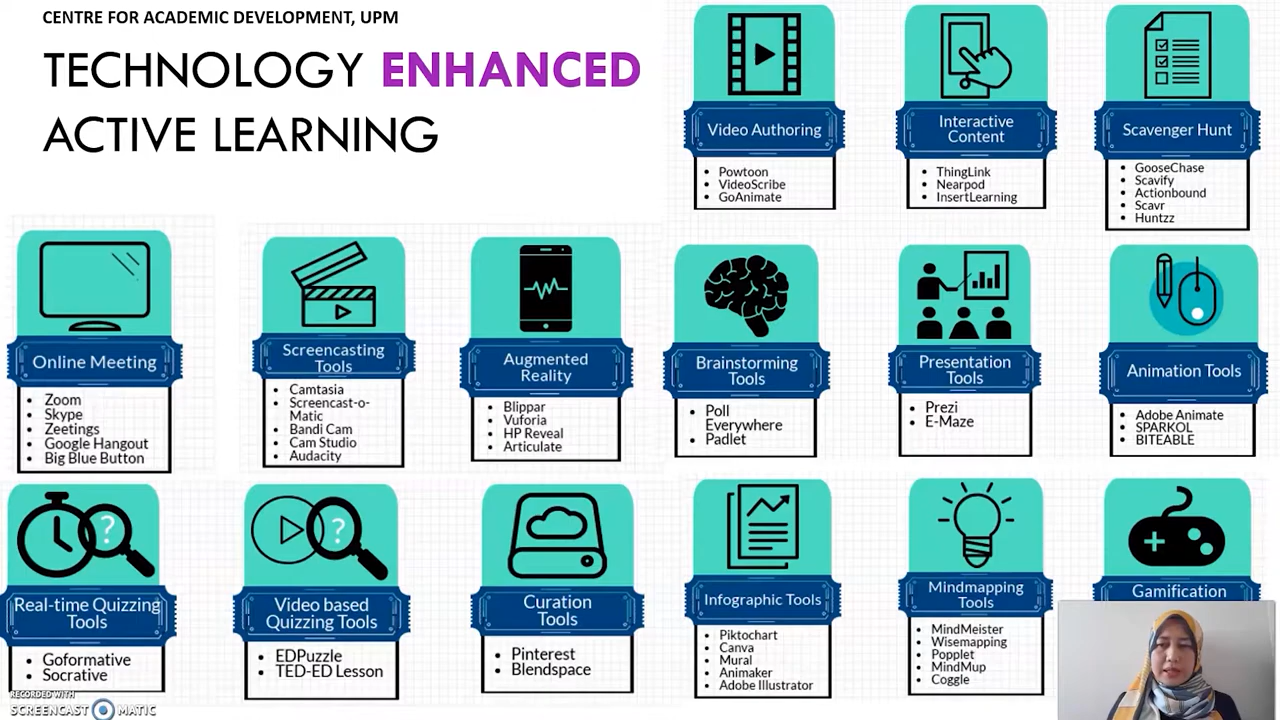 CENTRE FOR ACADEMIC DEVELOPMENT, UPM
TECHNOLOGY ENHANCED
ACTIVE LEARNING
Video Authoring
Powtoon
VideoScribe
GoAnimate
Interactive
Content
ThingLink
Nearpod
InsertLearning
Scavenger Hunt
GooseChase
Scavify
Actionbound
Scavr
Huntzz
Online Meeting
Zoom
Skype
Zeetings
Google Hangout
Big Blue Button
Screencasting
Tools
Camtasia
Screencast-o-
Matic
Bandi Cam
Cam Studio
Audacity
Augmented
Reality
Blippar
Vuforia
HP Reveal
Articulate
Brainstorming
Tools
Poll
Everywhere
Padlet
Presentation
Tools
Prezi
E-Maze
Animation Tools
Adobe Animate
SPARKOL
BITEABLE
Real-time Quizzing
Tools
Goformative
Socrative
Video based
Quizzing Tools
EDPuzzle
TED-ED Lesson
Curation
Tools
Pinterest
Blendspace
Infographic Tools
Piktochart
Canva
Mural
Animaker
Adobe Illustrator
Mindmapping
Tools
MindMeister
Wisemapping
Popplet
MindMup
Coggle
Gamification
RECORDED WITH
SCREENCAST MATIC